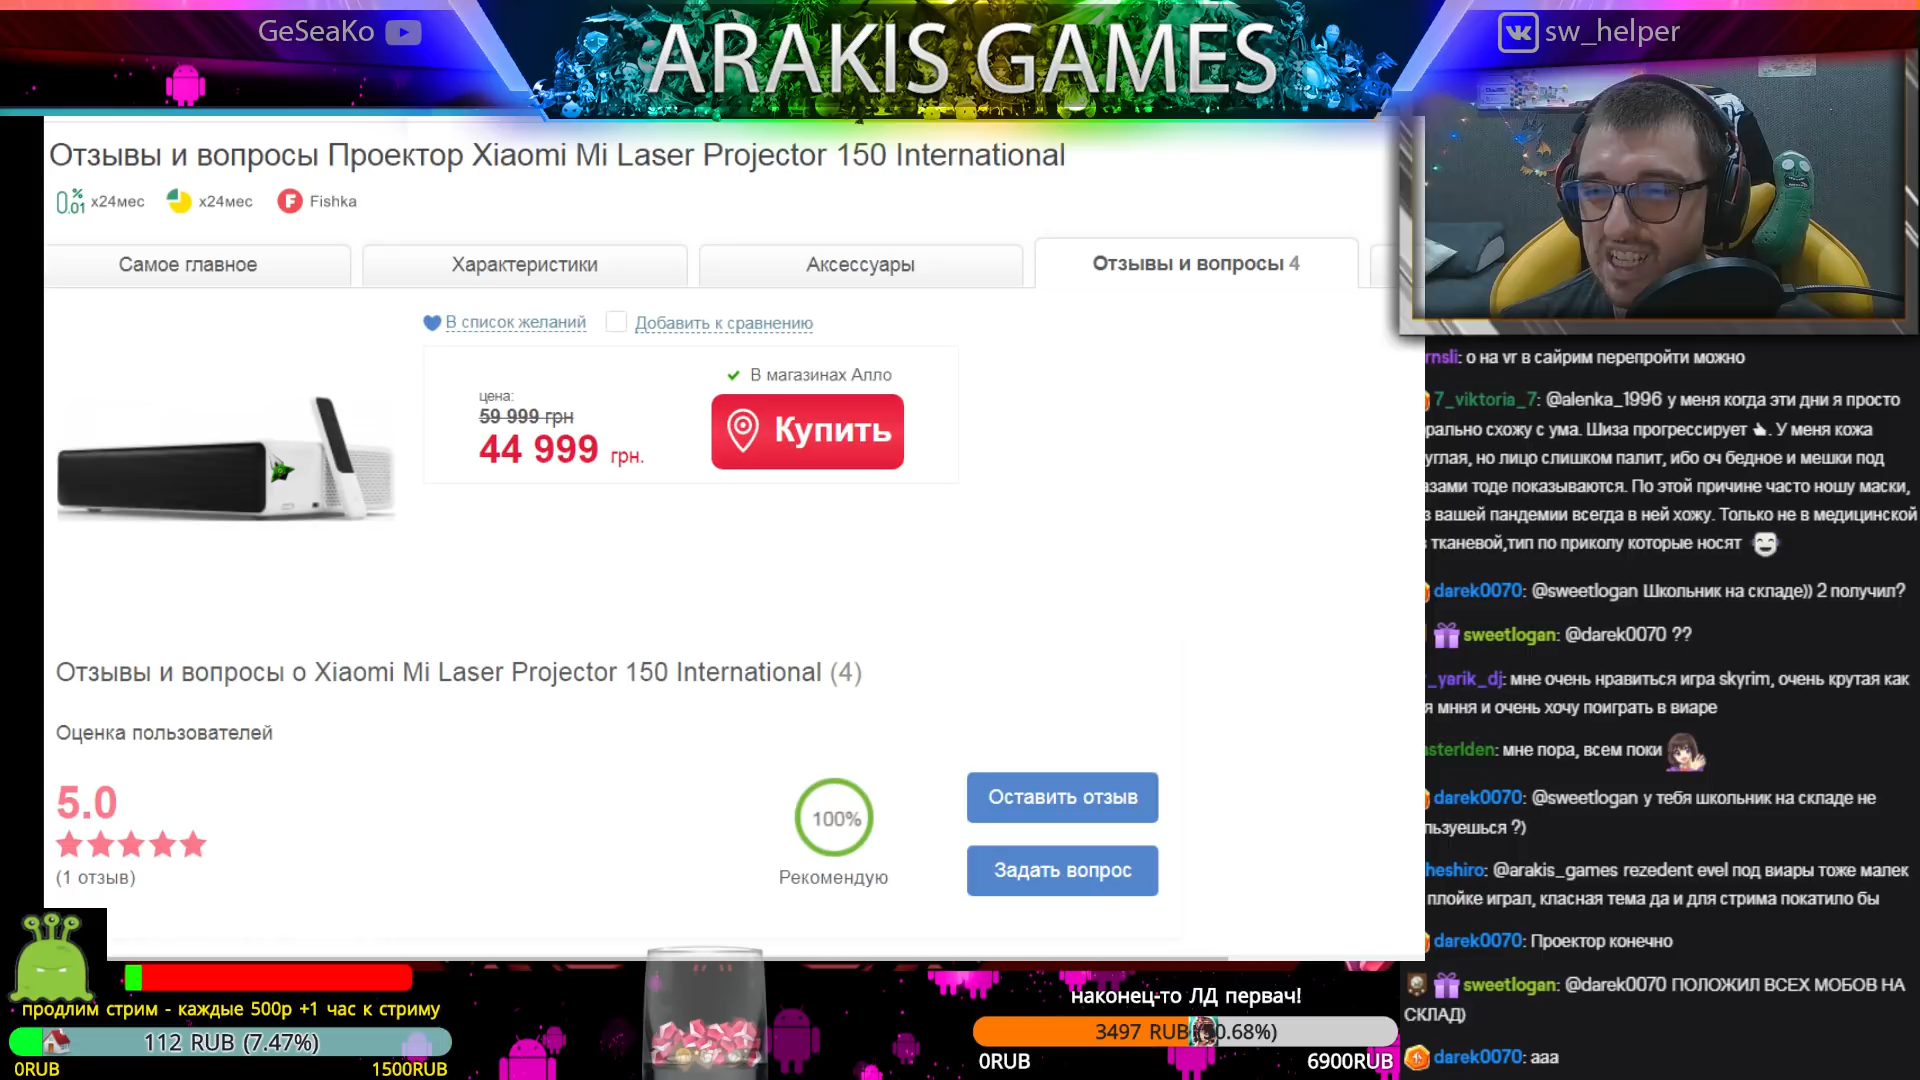 GeSeaKo
ARAKIS GAMES
sw_helper
Отзывы и вопросы Проектор Xiaomi Mi Laser Projector 150 International
0.01 % x24мес
x24мес
F Fishka
Самое главное
Характеристики
Аксессуары
Отзывы и вопросы 4
В список желаний
Добавить к сравнению
В магазинах Алло
цена:
59 999 грн
44 999 грн.
Купить
Отзывы и вопросы о Xiaomi Mi Laser Projector 150 International (4)
Оценка пользователей
5.0
(1 отзыв)
100%
Рекомендую
Оставить отзыв
Задать вопрос
rnsli: о на vr в сайрим перепройти можно
7_viktoria_7: @alenka_1996 у меня когда эти дни я просто
рально схожу с ума. Шиза прогрессирует . У меня кожа
углая, но лицо слишком палит, ибо оч бедное и мешки под
азами тоде показываются. По этой причине часто ношу маски,
з вашей пандемии всегда в ней хожу. Только не в медицинской
тканевой,тип по приколу которые носят
darek0070: @sweetlogan Школьник на складе)) 2 получил?
sweetlogan: @darek0070 ??
_yarik_dj: мне очень нравиться игра skyrim, очень крутая как
я мння и очень хочу поиграть в виаре
sterlden: мне пора, всем поки
darek0070: @sweetlogan у тебя школьник на складе не
льзуешься ?)
heshiro: @arakis_games rezedent evel под виары тоже малек
плойке играл, класная тема да и для стрима покатило бы
darek0070: Проектор конечно
sweetlogan: @darek0070 ПОЛОЖИЛ ВСЕХ МОБОВ НА
СКЛАД)
darek0070: aaa
продлим стрим - каждые 500р +1 час к стриму
112 RUB (7.47%)
0RUB
1500RUB
наконец-то ЛД первач!
3497 RUB (50.68%)
0RUB
6900RUB